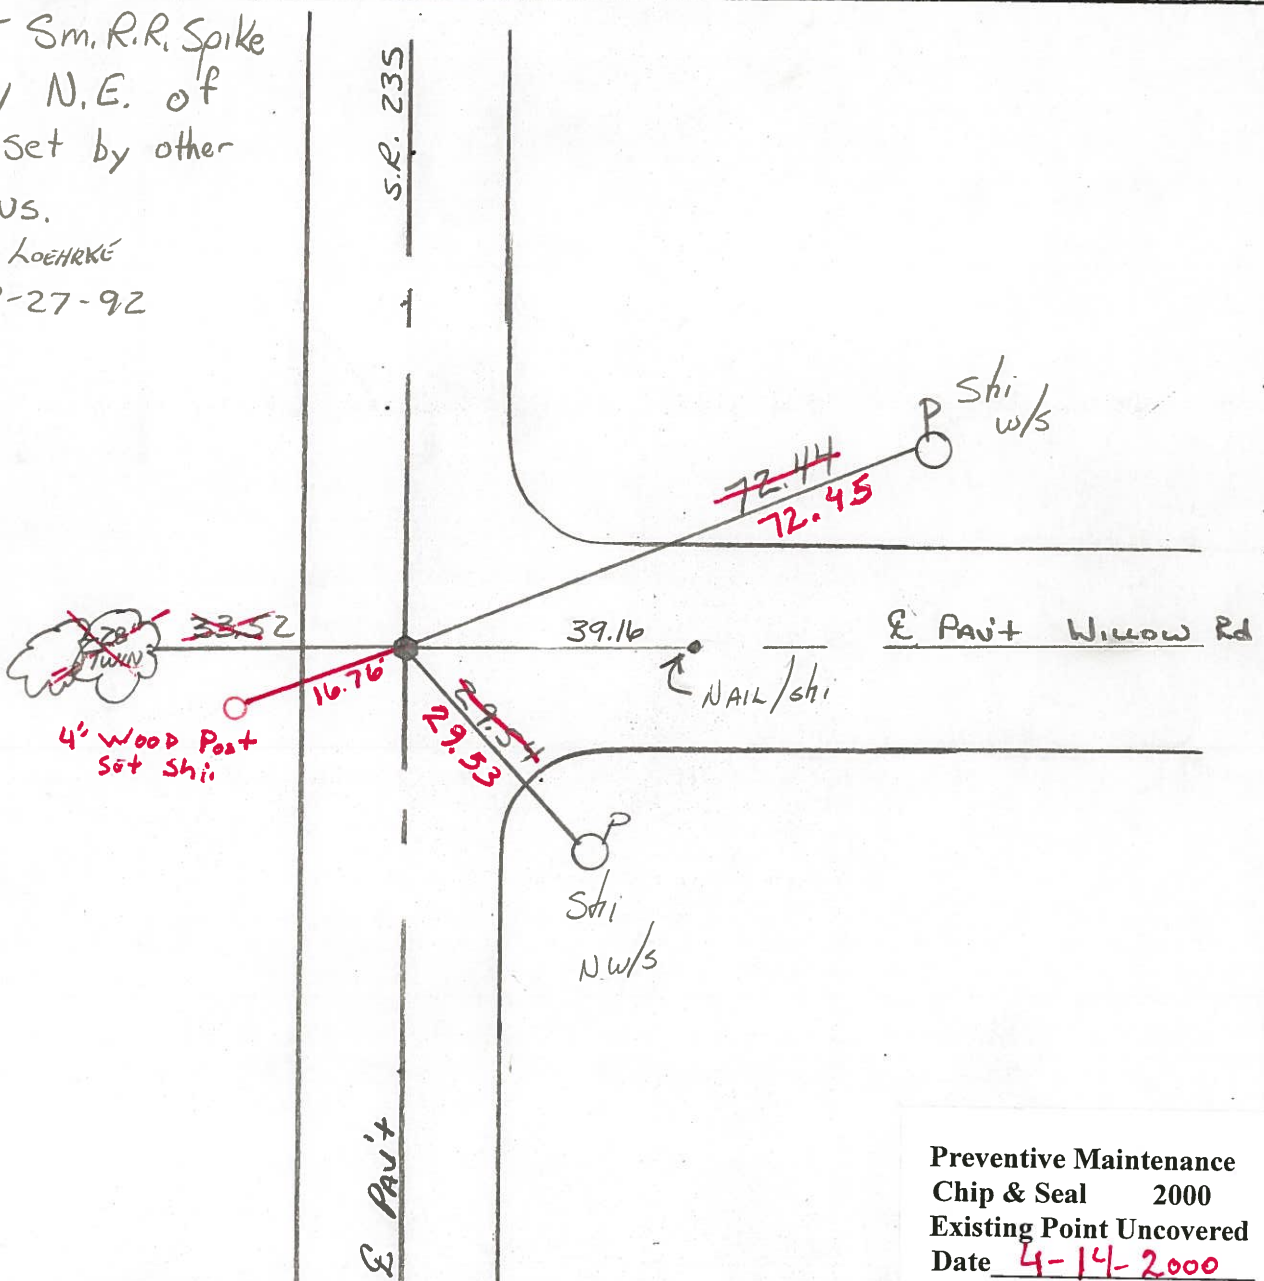 Sm. R.R. Spike
N.E. of
set by other
us.
LOEHRKE
-27-92
S.R. 235
P
Shi
w/s
72.44
72.45
28"
TWIN
33.52
39.16
℄ PAV't WILLOW Rd
16.76
NAIL/shi
4" WOOD Post
Set Shi.
29.54
29.53
P
Shi
N.W/S
℄ PAV't
Preventive Maintenance
Chip & Seal 2000
Existing Point Uncovered
Date 4-14-2000